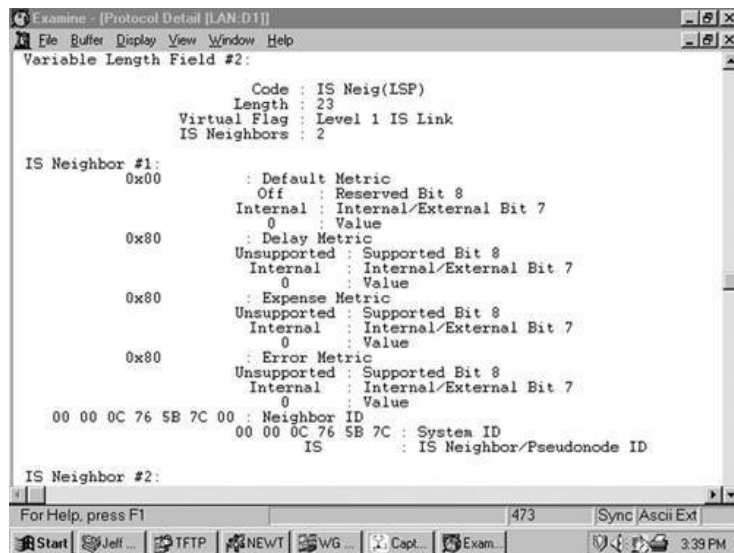 Examine - [Protocol Detail [LAN:D1]]
File Buffer Display View Window Help
Variable Length Field #2:
Code : IS Neig(LSP)
Length : 23
Virtual Flag : Level 1 IS Link
IS Neighbors : 2
IS Neighbor #1:
0x00 : Default Metric
Off : Reserved Bit 8
Internal : Internal/External Bit 7
0 : Value
0x80 : Delay Metric
Unsupported : Supported Bit 8
Internal : Internal/External Bit 7
0 : Value
0x80 : Expense Metric
Unsupported : Supported Bit 8
Internal : Internal/External Bit 7
0 : Value
0x80 : Error Metric
Unsupported : Supported Bit 8
Internal : Internal/External Bit 7
0 : Value
00 00 0C 76 5B 7C 00 : Neighbor ID
00 00 0C 76 5B 7C : System ID
IS : IS Neighbor/Pseudonode ID
IS Neighbor #2:
For Help, press F1 473 Sync Ascii Ext
Start Jeff ... TFTP NEWT WG ... Capt... Exam... 3:39 PM